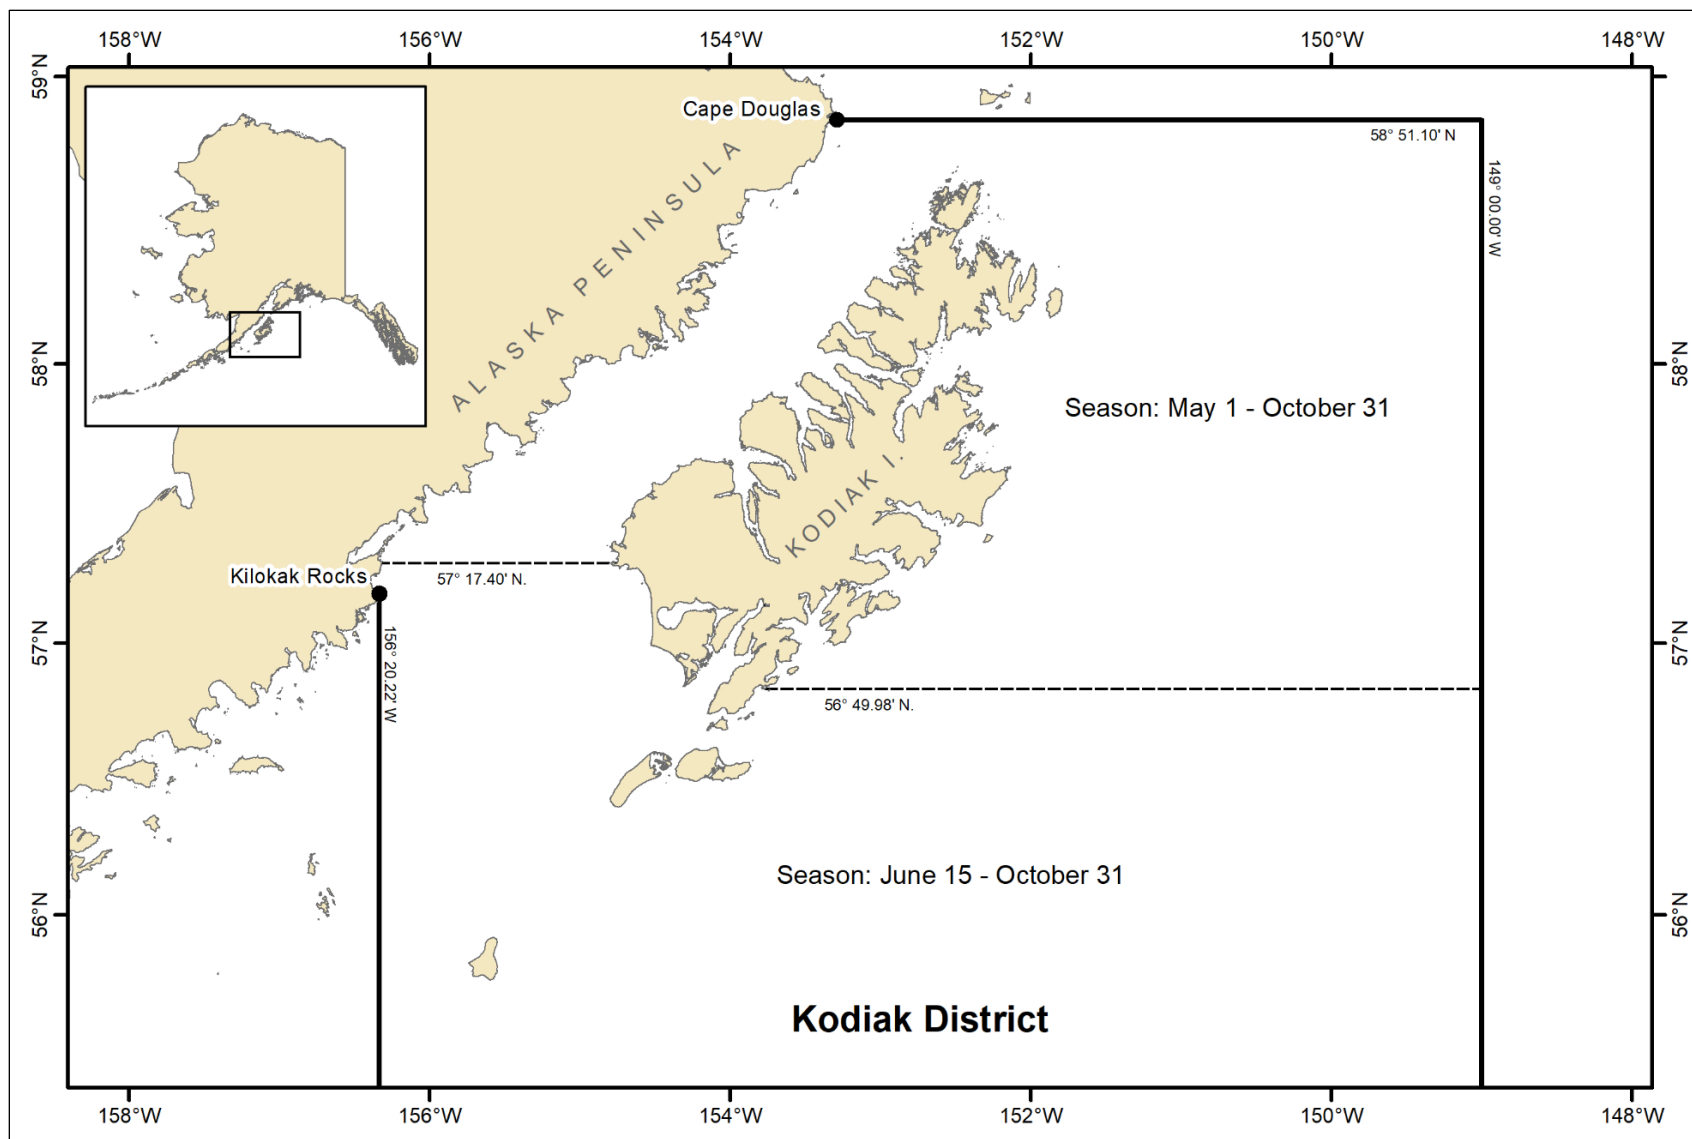 158°W 156°W 154°W 152°W 150°W 148°W
59°N
Cape Douglas
58° 51.10' N
149° 00.00' W
ALASKA PENINSULA
58°N
58°N
Season: May 1 - October 31
KODIAK I.
57° 17.40' N.
Kilokak Rocks
156° 20.22' W
57°N
57°N
56° 49.98' N.
Season: June 15 - October 31
56°N
56°N
Kodiak District
158°W 156°W 154°W 152°W 150°W 148°W